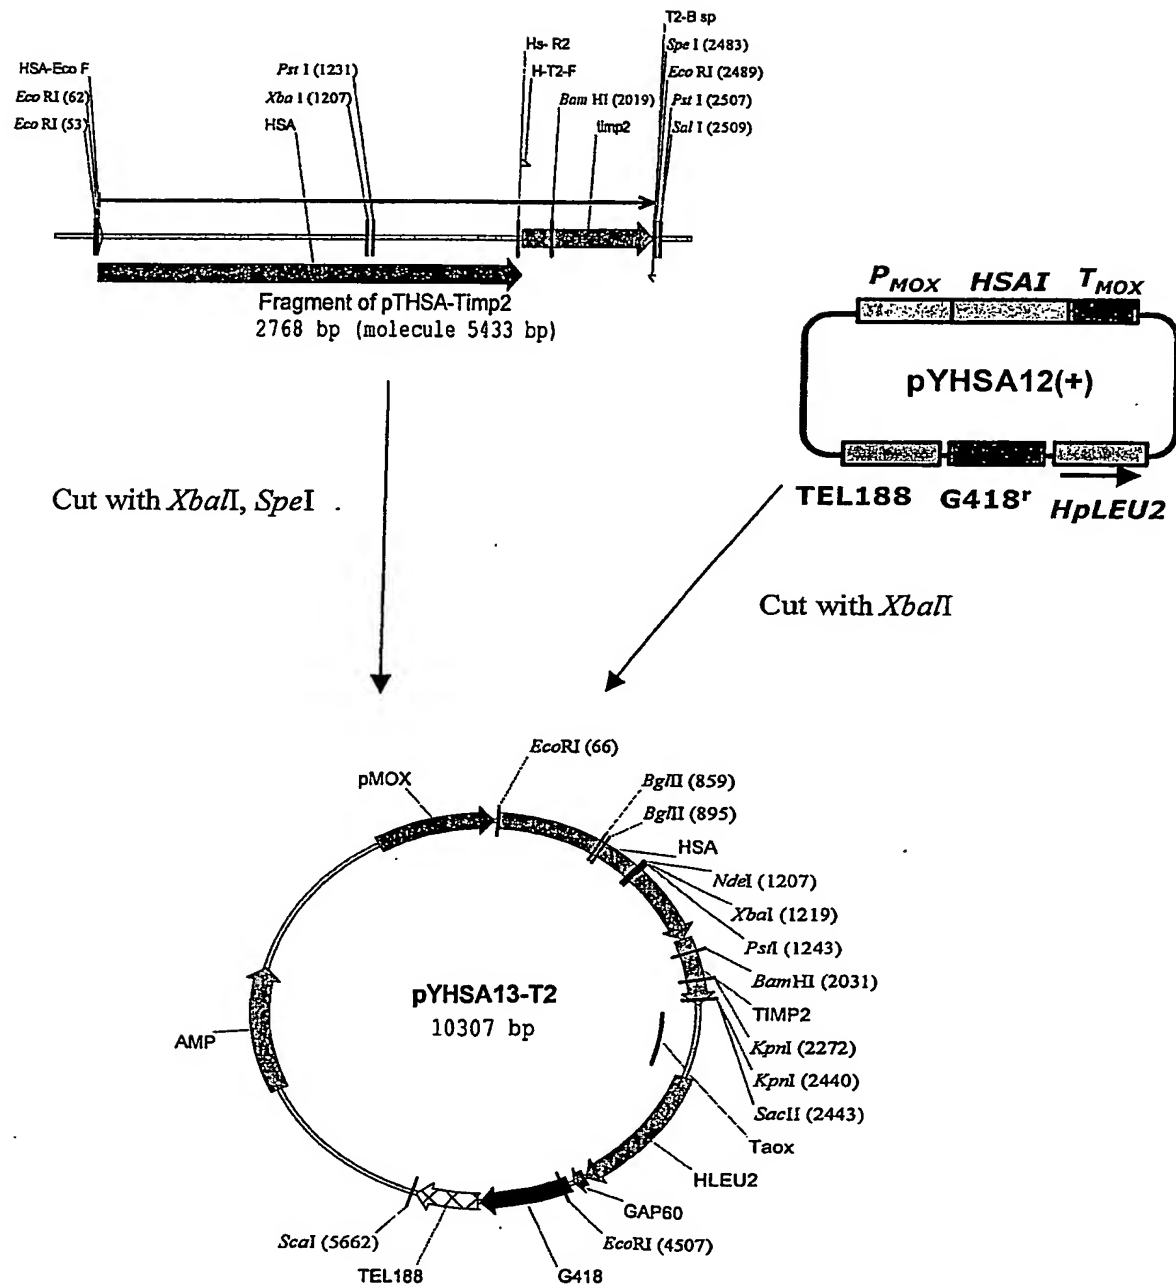 T2-B sp
Hs- R2
Spe I (2483)
HSA-Eco F
Pst I (1231)
H-T2-F
Eco RI (2489)
Eco RI (62)
Xba I (1207)
Bam HI (2019)
Pst I (2507)
Eco RI (53)
HSA
timp2
Sal I (2509)
Fragment of pTHSA-Timp2
2768 bp (molecule 5433 bp)
PMOX HSAI TMOX
pYHSA12(+)
TEL188 G418r HpLEU2
Cut with XbaII, SpeI .
Cut with XbaII
EcoRI (66)
pMOX
BglII (859)
BglII (895)
HSA
NdeI (1207)
XbaI (1219)
PstI (1243)
BamHI (2031)
TIMP2
KpnI (2272)
KpnI (2440)
SacII (2443)
Taox
HLEU2
GAP60
EcoRI (4507)
G418
TEL188
ScaI (5662)
AMP
pYHSA13-T2
10307 bp